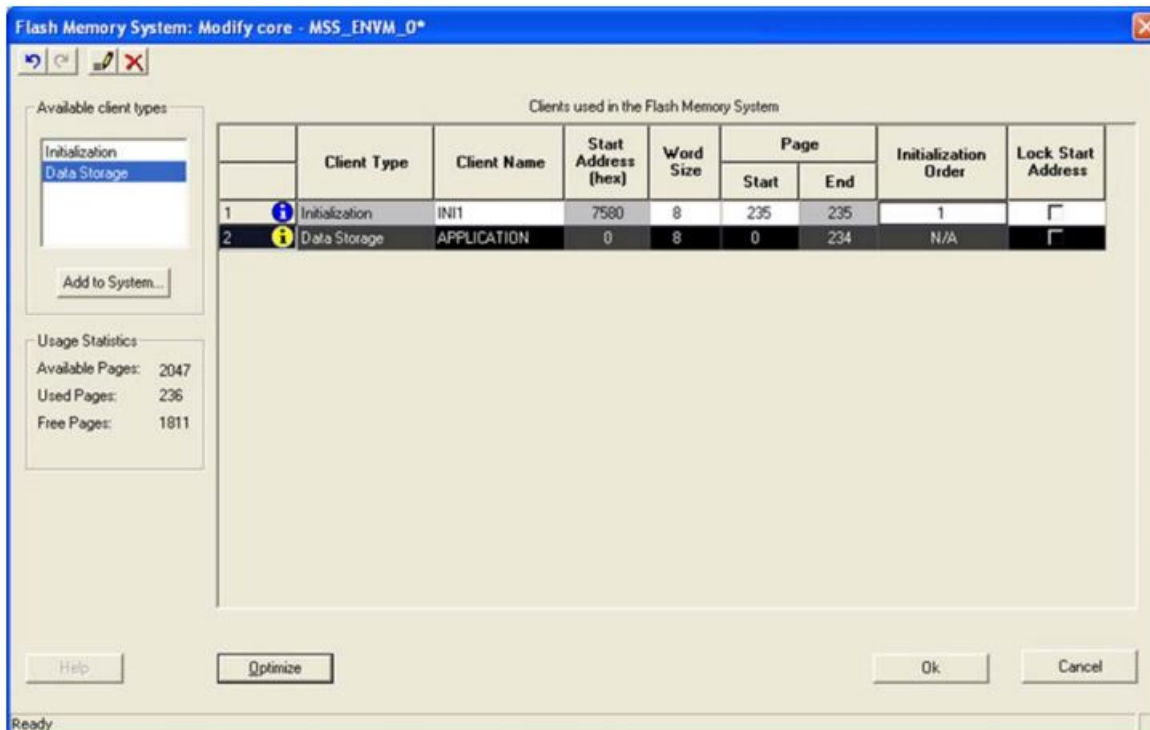 Flash Memory System: Modify core - MSS_ENVM_0*
Available client types
Initialization
Data Storage
Add to System...
Usage Statistics
Available Pages: 2047
Used Pages: 236
Free Pages: 1811
Clients used in the Flash Memory System
Client Type Client Name Start Address (hex) Word Size Page Start End Initialization Order Lock Start Address
1 Initialization INI1 7580 8 235 235 1
2 Data Storage APPLICATION 0 8 0 234 N/A
Help Optimize Ok Cancel
Ready